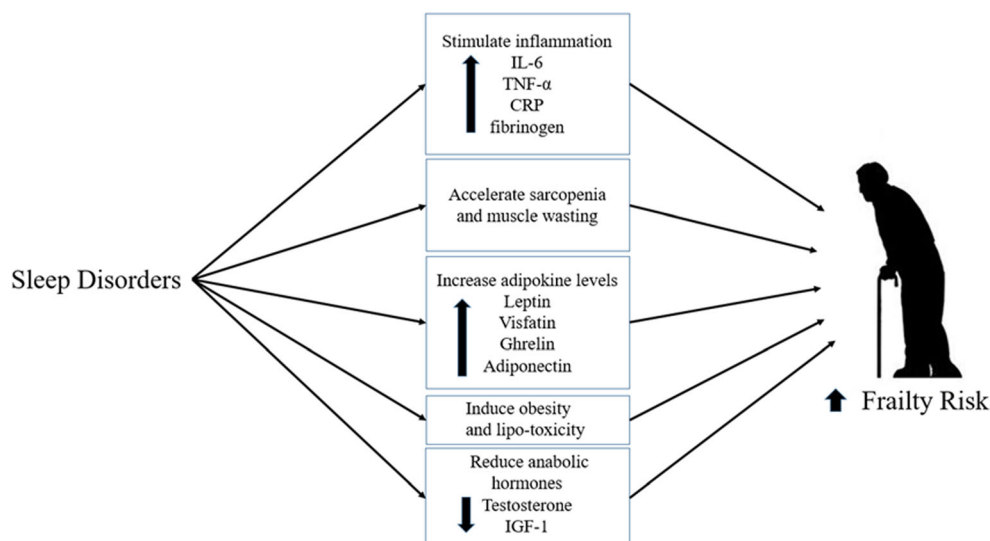 Stimulate inflammation
IL-6
TNF-α
CRP
fibrinogen
Accelerate sarcopenia
and muscle wasting
Sleep Disorders
Increase adipokine levels
Leptin
Visfatin
Ghrelin
Adiponectin
Induce obesity
and lipo-toxicity
Reduce anabolic
hormones
Testosterone
IGF-1
Frailty Risk